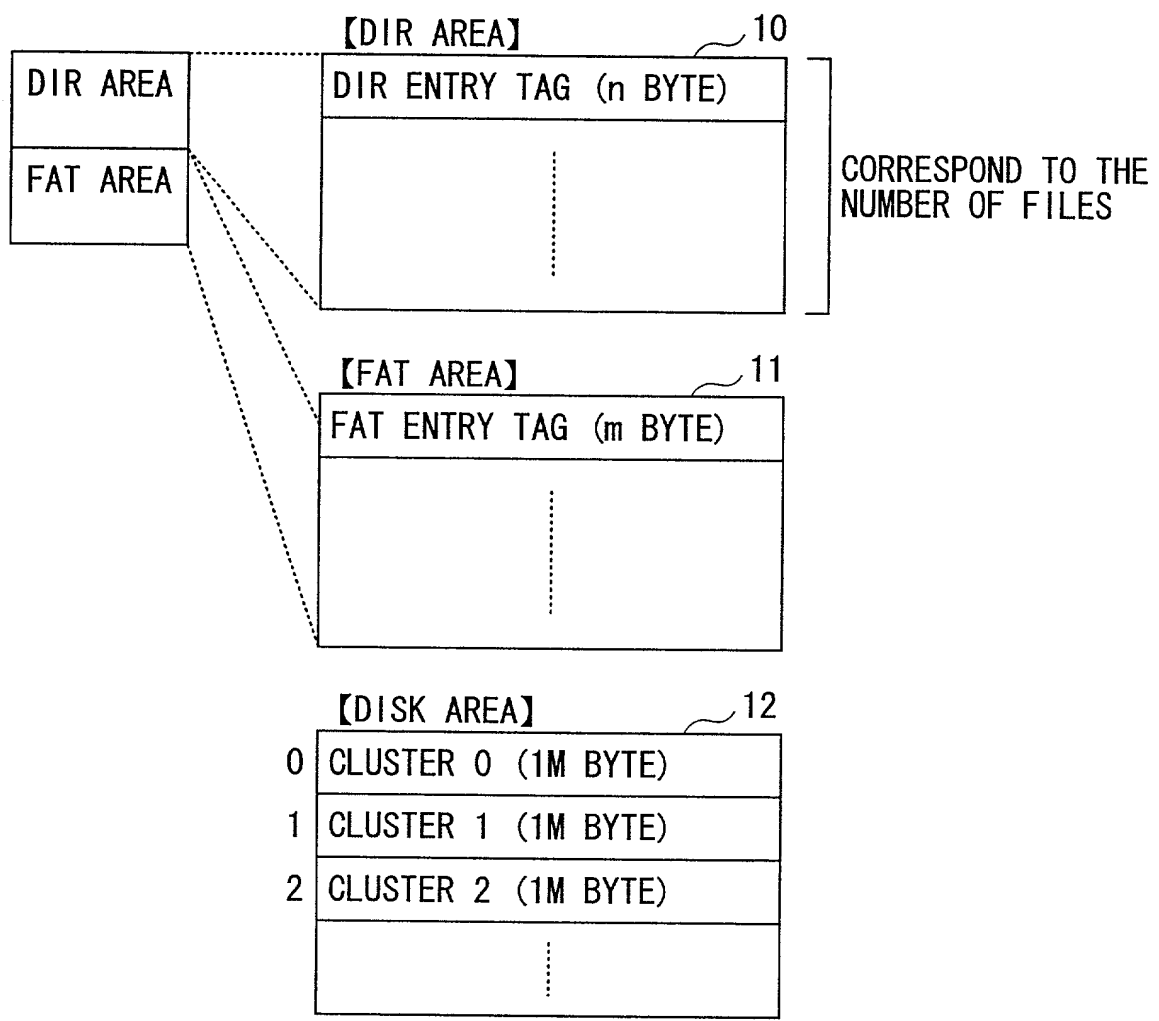 【DIR AREA】
10
DIR AREA
FAT AREA
DIR ENTRY TAG (n BYTE)
CORRESPOND TO THE
NUMBER OF FILES
【FAT AREA】
11
FAT ENTRY TAG (m BYTE)
【DISK AREA】
12
0 CLUSTER 0 (1M BYTE)
1 CLUSTER 1 (1M BYTE)
2 CLUSTER 2 (1M BYTE)